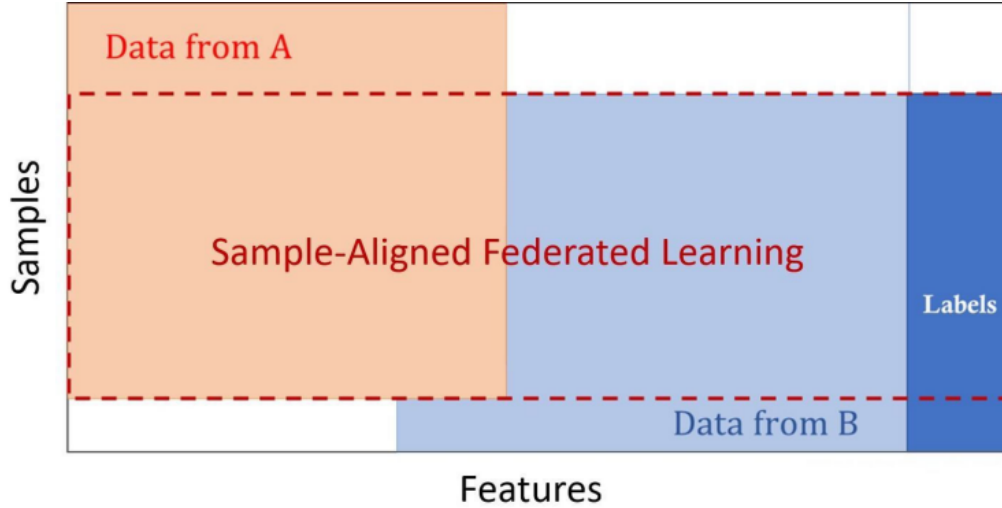 Data from A
Samples
Sample-Aligned Federated Learning
Labels
Data from B
Features